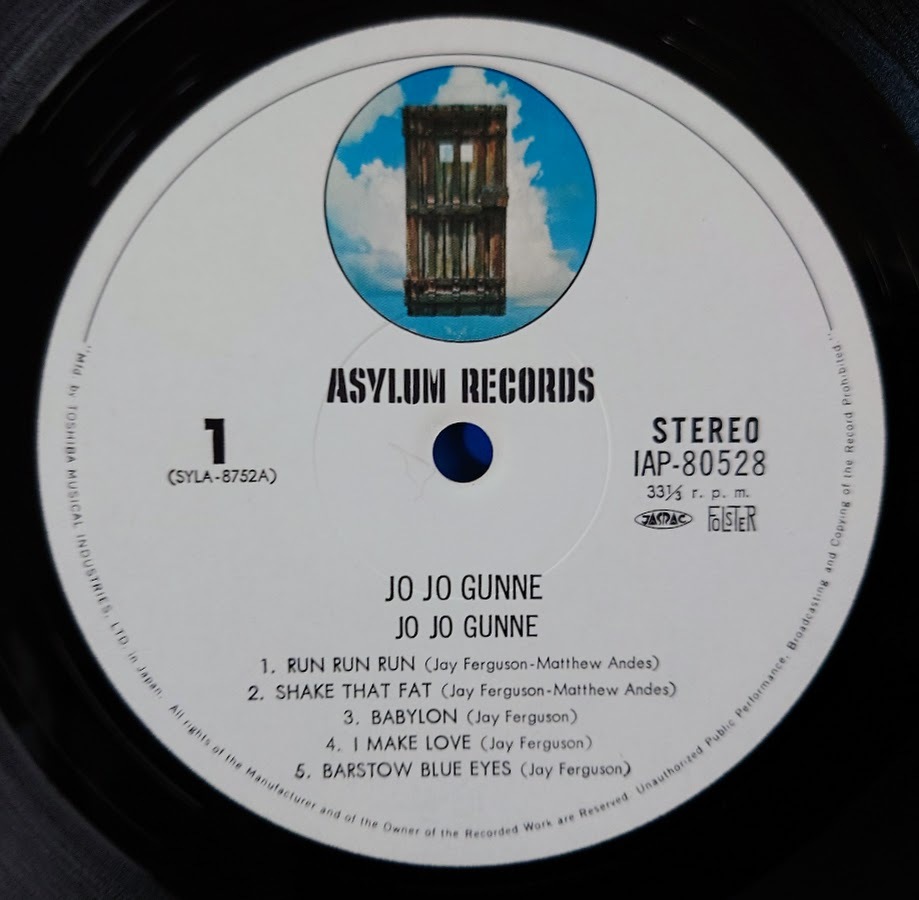 ASYLUM RECORDS
1
(SYLA-8752A)
STEREO
IAP-80528
33⅓ r. p. m.
JASRAC FOLSTER
JO JO GUNNE
JO JO GUNNE
1. RUN RUN RUN (Jay Ferguson-Matthew Andes)
2. SHAKE THAT FAT (Jay Ferguson-Matthew Andes)
3. BABYLON (Jay Ferguson)
4. I MAKE LOVE (Jay Ferguson)
5. BARSTOW BLUE EYES (Jay Ferguson)
"Mfd by TOSHIBA MUSICAL INDUSTRIES, LTD. in Japan. All rights of the Manufacturer and of the Owner of the Recorded Work are Reserved. Unauthorized Public Performance, Broadcasting and Copying of the Record Prohibited."